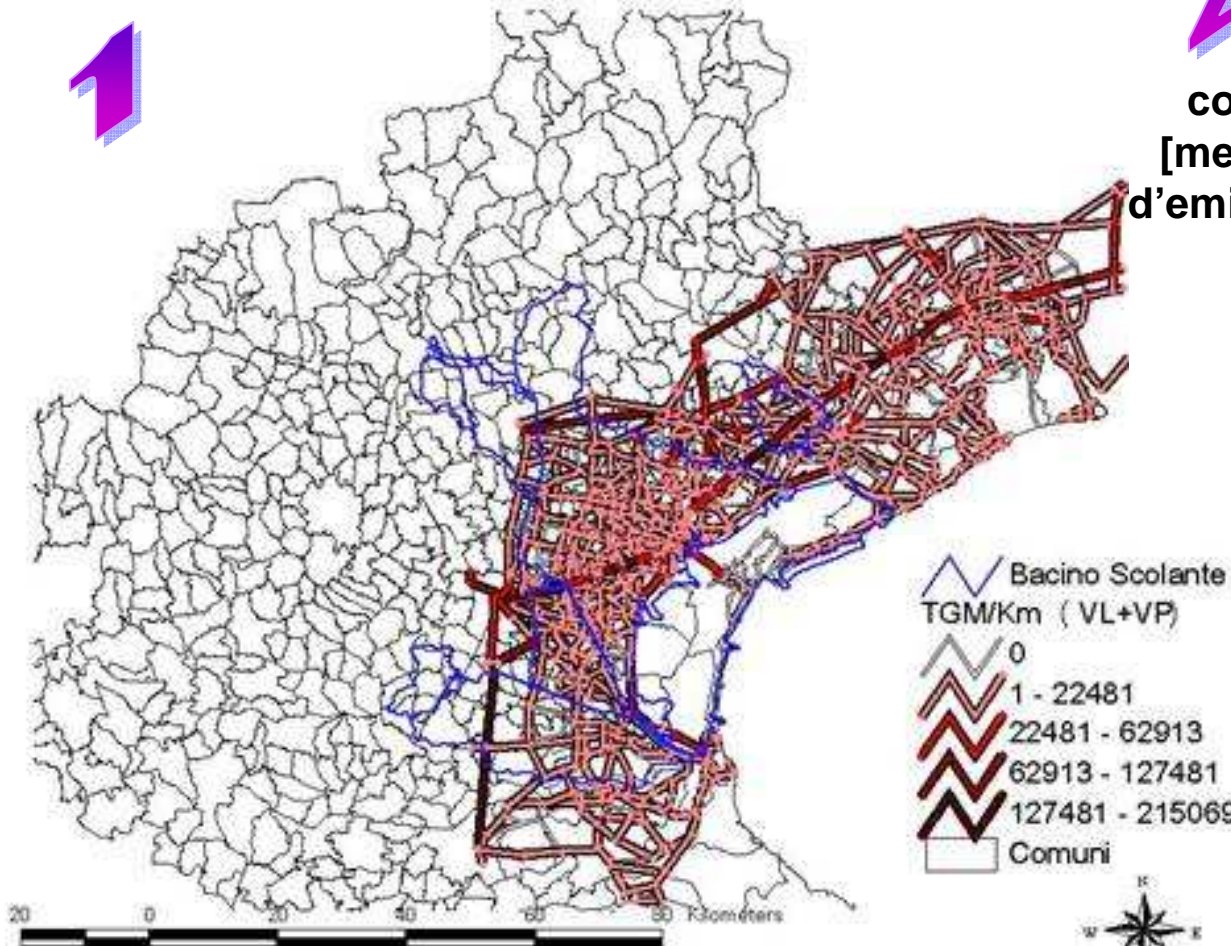 1
co
[me
d'emi
Bacino Scolante
TGM/Km ( VL+VP)
0
1 - 22481
22481 - 62913
62913 - 127481
127481 - 215069
Comuni
20 0 20 40 60 80 Kilometers
N
W E